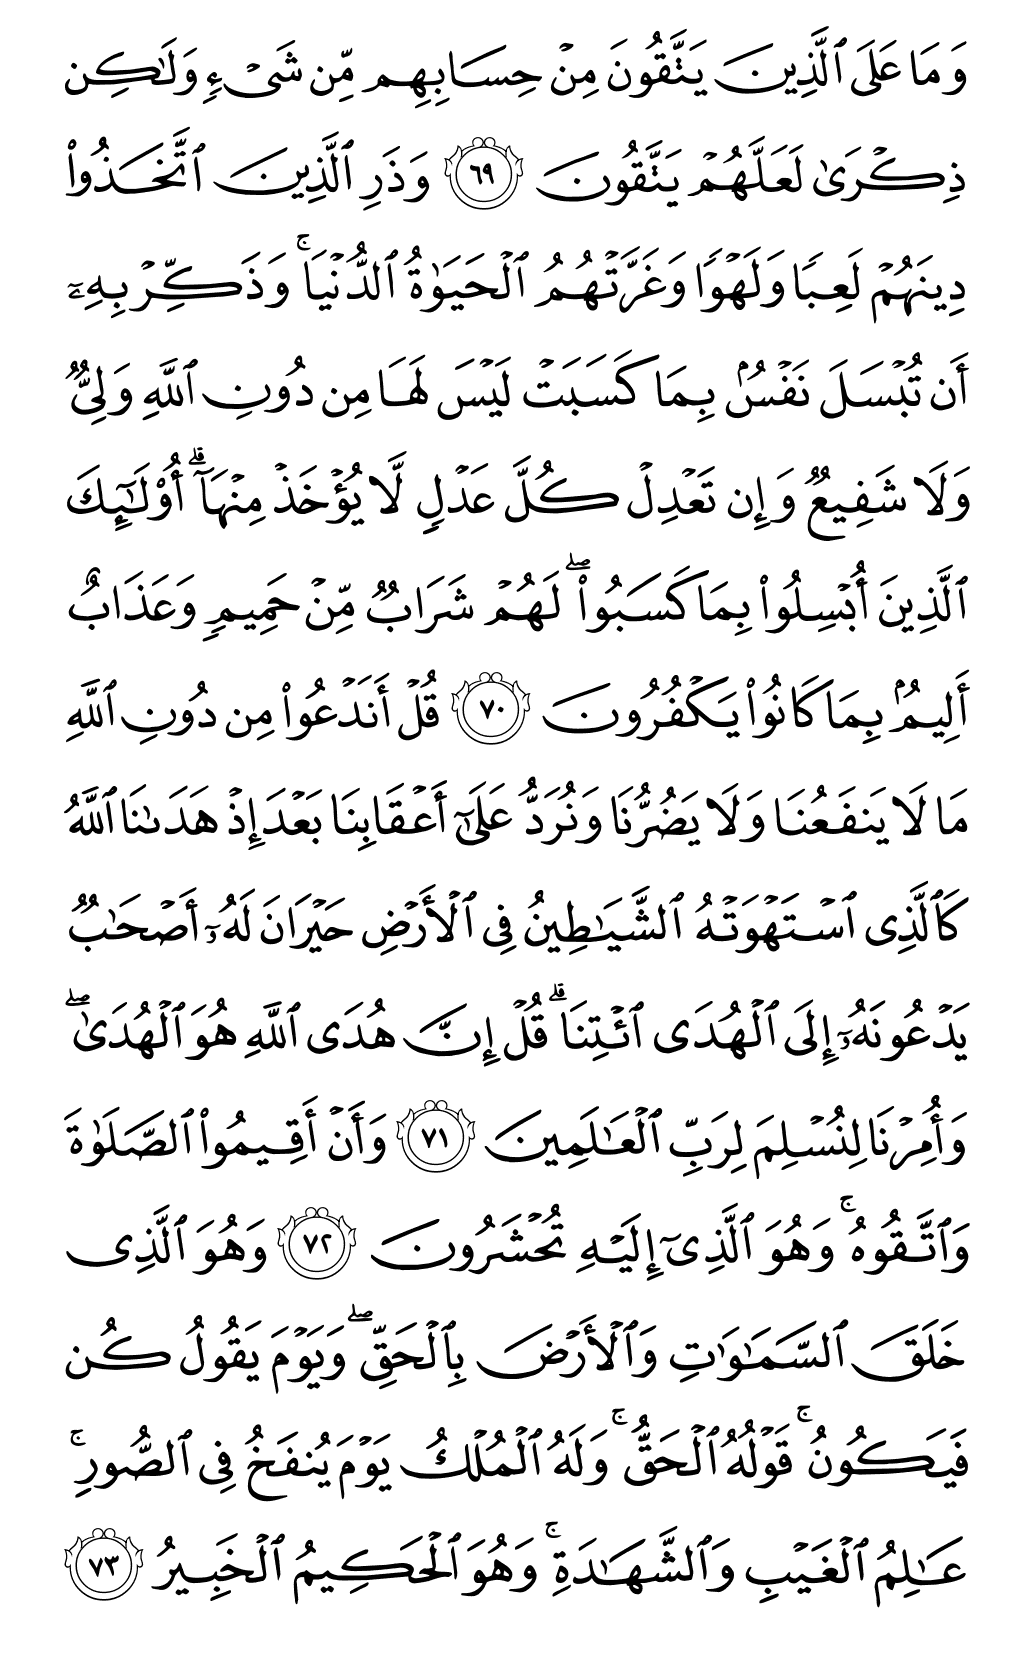 وَمَا عَلَى ٱلَّذِينَ يَتَّقُونَ مِنْ حِسَابِهِم مِّن شَىْءٍ وَلَـٰكِن
ذِكْرَىٰ لَعَلَّهُمْ يَتَّقُونَ ٦٩ وَذَرِ ٱلَّذِينَ ٱتَّخَذُوا۟
دِينَهُمْ لَعِبًا وَلَهْوًا وَغَرَّتْهُمُ ٱلْحَيَوٰةُ ٱلدُّنْيَا ۚ وَذَكِّرْ بِهِۦٓ
أَن تُبْسَلَ نَفْسٌۢ بِمَا كَسَبَتْ لَيْسَ لَهَا مِن دُونِ ٱللَّهِ وَلِىٌّ
وَلَا شَفِيعٌ وَإِن تَعْدِلْ كُلَّ عَدْلٍ لَّا يُؤْخَذْ مِنْهَآ ۗ أُو۟لَـٰٓئِكَ
ٱلَّذِينَ أُبْسِلُوا۟ بِمَا كَسَبُوا۟ ۖ لَهُمْ شَرَابٌ مِّنْ حَمِيمٍ وَعَذَابٌ
أَلِيمٌۢ بِمَا كَانُوا۟ يَكْفُرُونَ ٧٠ قُلْ أَنَدْعُوا۟ مِن دُونِ ٱللَّهِ
مَا لَا يَنفَعُنَا وَلَا يَضُرُّنَا وَنُرَدُّ عَلَىٰٓ أَعْقَابِنَا بَعْدَ إِذْ هَدَىٰنَا ٱللَّهُ
كَٱلَّذِى ٱسْتَهْوَتْهُ ٱلشَّيَـٰطِينُ فِى ٱلْأَرْضِ حَيْرَانَ لَهُۥٓ أَصْحَـٰبٌ
يَدْعُونَهُۥٓ إِلَى ٱلْهُدَى ٱئْتِنَا ۗ قُلْ إِنَّ هُدَى ٱللَّهِ هُوَ ٱلْهُدَىٰ ۖ
وَأُمِرْنَا لِنُسْلِمَ لِرَبِّ ٱلْعَـٰلَمِينَ ٧١ وَأَنْ أَقِيمُوا۟ ٱلصَّلَوٰةَ
وَٱتَّقُوهُ ۚ وَهُوَ ٱلَّذِىٓ إِلَيْهِ تُحْشَرُونَ ٧٢ وَهُوَ ٱلَّذِى
خَلَقَ ٱلسَّمَـٰوَٰتِ وَٱلْأَرْضَ بِٱلْحَقِّ ۖ وَيَوْمَ يَقُولُ كُن
فَيَكُونُ ۚ قَوْلُهُ ٱلْحَقُّ ۚ وَلَهُ ٱلْمُلْكُ يَوْمَ يُنفَخُ فِى ٱلصُّورِ ۚ
عَـٰلِمُ ٱلْغَيْبِ وَٱلشَّهَـٰدَةِ ۚ وَهُوَ ٱلْحَكِيمُ ٱلْخَبِيرُ ٧٣